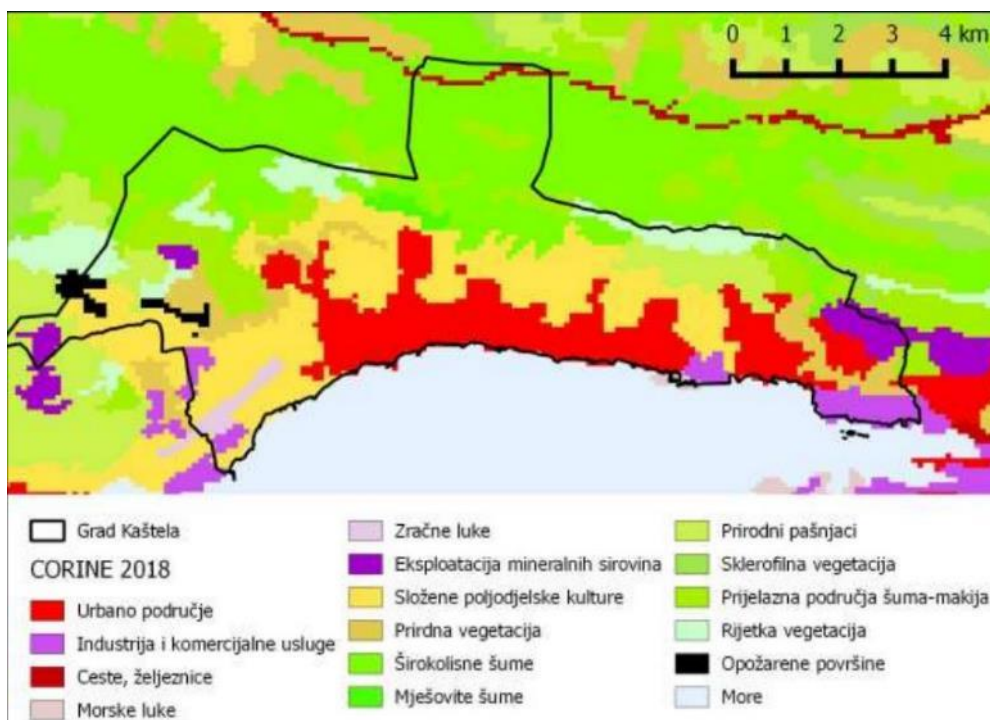 0 1 2 3 4 km
Grad Kaštela
CORINE 2018
Urbano područje
Industrija i komercijalne usluge
Ceste, željeznice
Morske luke
Zračne luke
Eksploatacija mineralnih sirovina
Složene poljodjelske kulture
Prirdna vegetacija
Širokolisne šume
Mješovite šume
Prirodni pašnjaci
Sklerofilna vegetacija
Prijelazna područja šuma-makija
Rijetka vegetacija
Opožarene površine
More